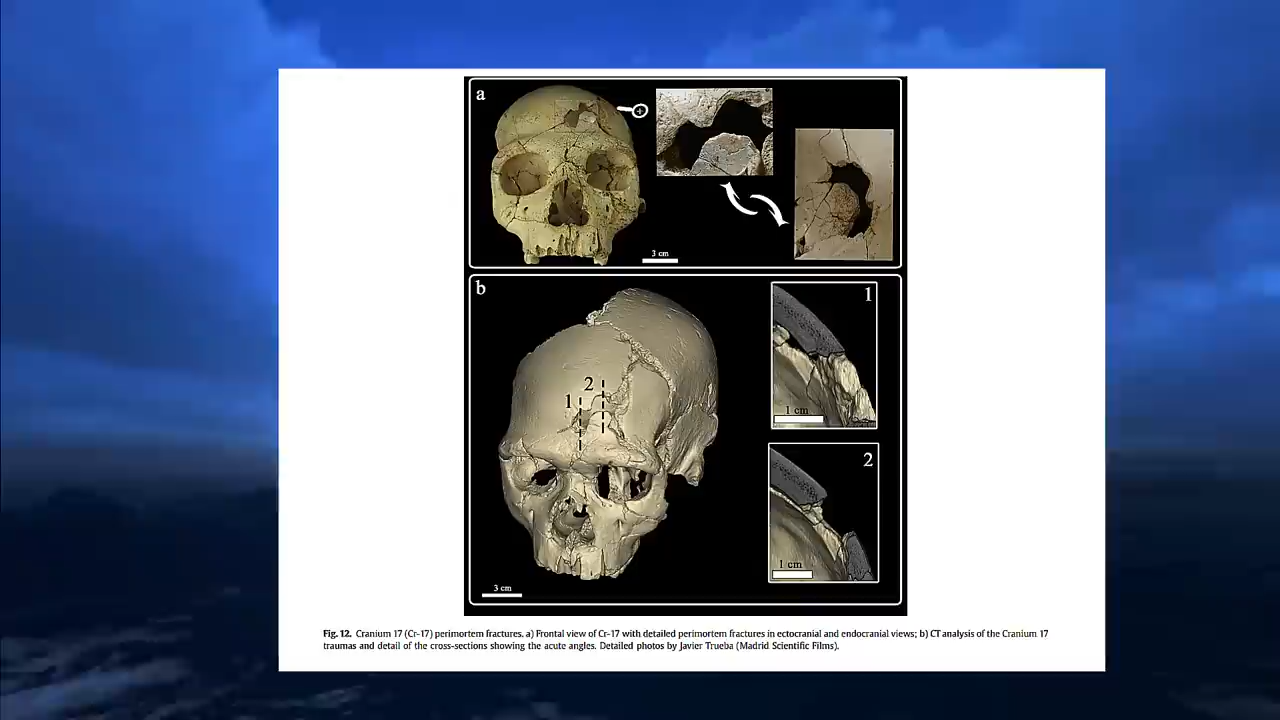 a
3 cm
b
1
2
1
1 cm
2
1 cm
3 cm
Fig. 12. Cranium 17 (Cr-17) perimortem fractures. a) Frontal view of Cr-17 with detailed perimortem fractures in ectocranial and endocranial views; b) CT analysis of the Cranium 17
traumas and detail of the cross-sections showing the acute angles. Detailed photos by Javier Trueba (Madrid Scientific Films).